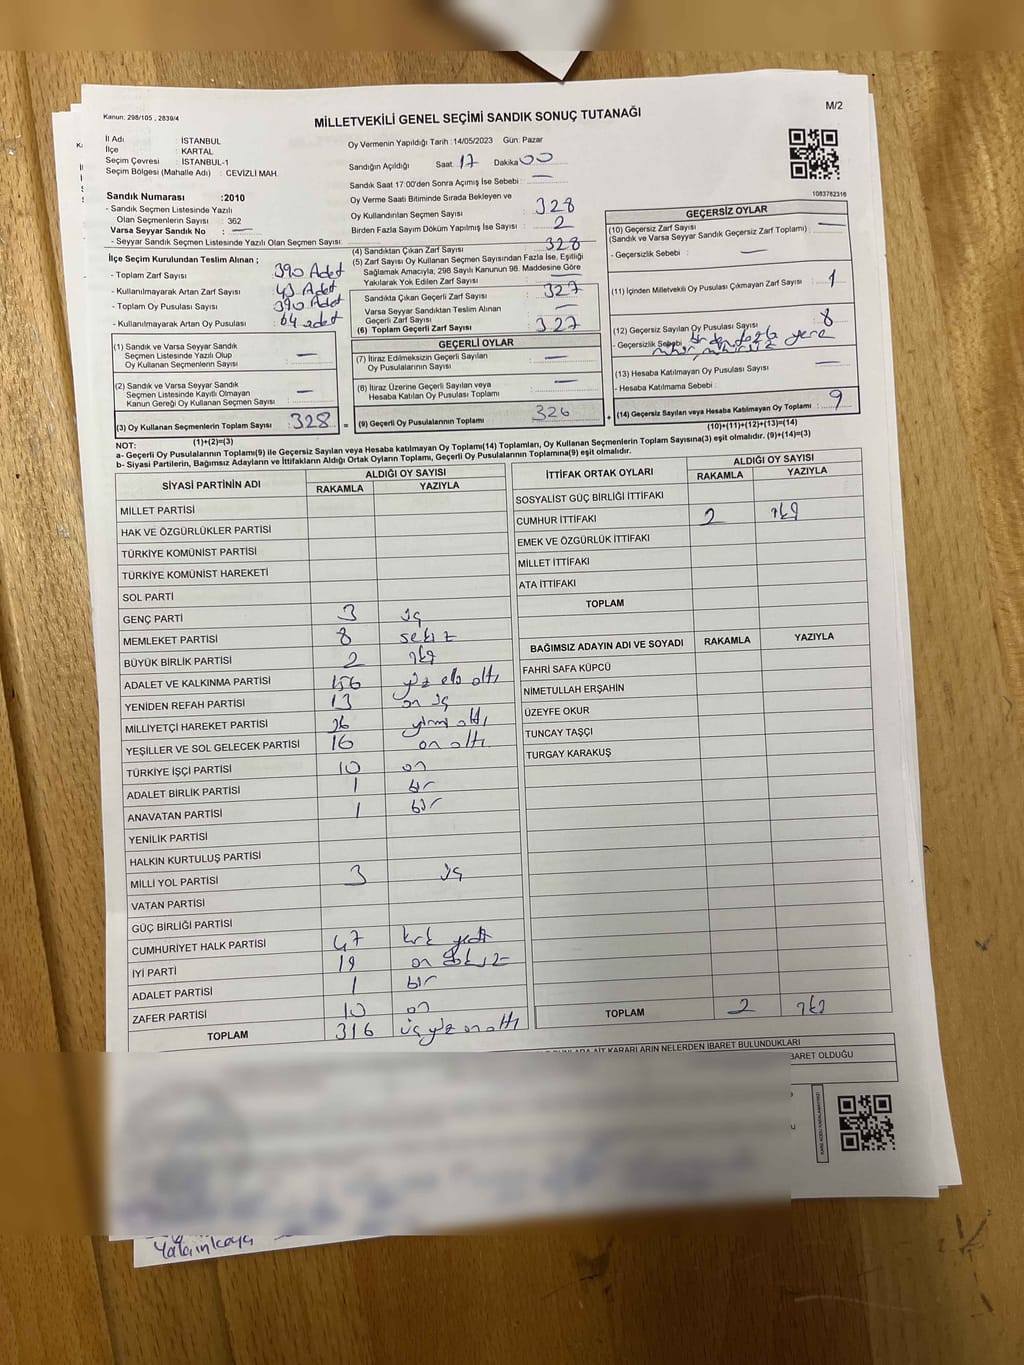 Kanun: 298/105 , 2839/4
MİLLETVEKİLİ GENEL SEÇİMİ SANDIK SONUÇ TUTANAĞI
M/2
İl Adı : İSTANBUL
İlçe : KARTAL
Seçim Çevresi : İSTANBUL-1
Seçim Bölgesi (Mahalle Adı) : CEVİZLİ MAH.
Oy Vermenin Yapıldığı Tarih : 14/05/2023 Gün: Pazar
Sandığın Açıldığı Saat 17 Dakika 00
Sandık Saat 17:00'den Sonra Açımış İse Sebebi : —
1083762316
Sandık Numarası :2010
- Sandık Seçmen Listesinde Yazılı
Olan Seçmenlerin Sayısı : 362
Varsa Seyyar Sandık No : —
- Seyyar Sandık Seçmen Listesinde Yazılı Olan Seçmen Sayısı:
Oy Verme Saati Bitiminde Sırada Bekleyen ve
Oy Kullandırılan Seçmen Sayısı : 328
Birden Fazla Sayım Döküm Yapılmış İse Sayısı : 2
İlçe Seçim Kurulundan Teslim Alınan ;
- Toplam Zarf Sayısı : 390 Adet
- Kullanılmayarak Artan Zarf Sayısı : 43 Adet
- Toplam Oy Pusulası Sayısı : 390 Adet
- Kullanılmayarak Artan Oy Pusulası : 64 adet
(4) Sandıktan Çıkan Zarf Sayısı : 328
(5) Zarf Sayısı Oy Kullanan Seçmen Sayısından Fazla İse, Eşitliği
Sağlamak Amacıyla, 298 Sayılı Kanunun 98. Maddesine Göre
Yakılarak Yok Edilen Zarf Sayısı : —
Sandıkta Çıkan Geçerli Zarf Sayısı : 327
Varsa Seyyar Sandıktan Teslim Alınan
Geçerli Zarf Sayısı : —
(6) Toplam Geçerli Zarf Sayısı : 327
GEÇERSİZ OYLAR
(10) Geçersiz Zarf Sayısı
(Sandık ve Varsa Seyyar Sandık Geçersiz Zarf Toplamı) : —
- Geçersizlik Sebebi : —
(11) İçinden Milletvekili Oy Pusulası Çıkmayan Zarf Sayısı : 1
(12) Geçersiz Sayılan Oy Pusulası Sayısı : 8
- Geçersizlik Sebebi : birden fazla yere
(13) Hesaba Katılmayan Oy Pusulası Sayısı : —
- Hesaba Katılmama Sebebi :
(14) Geçersiz Sayılan veya Hesaba Katılmayan Oy Toplamı : 9
(10)+(11)+(12)+(13)=(14)
(1) Sandık ve Varsa Seyyar Sandık
Seçmen Listesinde Yazılı Olup
Oy Kullanan Seçmenlerin Sayısı : —
(2) Sandık ve Varsa Seyyar Sandık
Seçmen Listesinde Kayıtlı Olmayan
Kanun Gereği Oy Kullanan Seçmen Sayısı : —
(3) Oy Kullanan Seçmenlerin Toplam Sayısı : 328
(1)+(2)=(3)
GEÇERLİ OYLAR
(7) İtiraz Edilmeksizin Geçerli Sayılan
Oy Pusulalarının Sayısı : —
(8) İtiraz Üzerine Geçerli Sayılan veya
Hesaba Katılan Oy Pusulası Toplamı : —
(9) Geçerli Oy Pusulalarının Toplamı : 326
NOT:
a- Geçerli Oy Pusulalarının Toplamı(9) ile Geçersiz Sayılan veya Hesaba katılmayan Oy Toplamı(14) Toplamları, Oy Kullanan Seçmenlerin Toplam Sayısına(3) eşit olmalıdır. (9)+(14)=(3)
b- Siyasi Partilerin, Bağımsız Adayların ve İttifakların Aldığı Ortak Oyların Toplamı, Geçerli Oy Pusulalarının Toplamına(9) eşit olmalıdır.
SİYASİ PARTİNİN ADI ALDIĞI OY SAYISI
RAKAMLA YAZIYLA
MİLLET PARTİSİ
HAK VE ÖZGÜRLÜKLER PARTİSİ
TÜRKİYE KOMÜNİST PARTİSİ
TÜRKİYE KOMÜNİST HAREKETİ
SOL PARTİ
GENÇ PARTİ 3 üç
MEMLEKET PARTİSİ 8 sekiz
BÜYÜK BİRLİK PARTİSİ 2 iki
ADALET VE KALKINMA PARTİSİ 156 yüz elli altı
YENİDEN REFAH PARTİSİ 13 on üç
MİLLİYETÇİ HAREKET PARTİSİ 26 yirmi altı
YEŞİLLER VE SOL GELECEK PARTİSİ 16 on altı
TÜRKİYE İŞÇİ PARTİSİ 10 on
ADALET BİRLİK PARTİSİ 1 bir
ANAVATAN PARTİSİ 1 bir
YENİLİK PARTİSİ
HALKIN KURTULUŞ PARTİSİ
MİLLİ YOL PARTİSİ 3 üç
VATAN PARTİSİ
GÜÇ BİRLİĞİ PARTİSİ
CUMHURİYET HALK PARTİSİ 47 kırk yedi
İYİ PARTİ 19 on
ADALET PARTİSİ 1 bir
ZAFER PARTİSİ 10 on
TOPLAM 316 üç yüz on altı
İTTİFAK ORTAK OYLARI ALDIĞI OY SAYISI
RAKAMLA YAZIYLA
SOSYALİST GÜÇ BİRLİĞİ İTTİFAKI
CUMHUR İTTİFAKI 2 iki
EMEK VE ÖZGÜRLÜK İTTİFAKI
MİLLET İTTİFAKI
ATA İTTİFAKI
TOPLAM
BAĞIMSIZ ADAYIN ADI VE SOYADI RAKAMLA YAZIYLA
FAHRİ SAFA KÜPCÜ
NİMETULLAH ERŞAHİN
ÜZEYFE OKUR
TUNCAY TAŞÇI
TURGAY KARAKUŞ
TOPLAM 2 iki
KARARLARIN NELERDEN İBARET BULUNDUKLARI
BARET OLDUĞU
Yalçınkaya